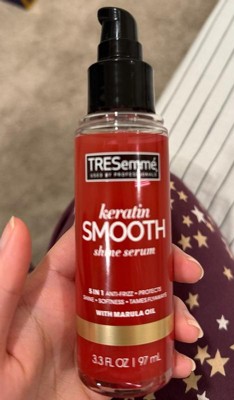 TRESemmé
USED BY PROFESSIONALS
keratin
SMOOTH
shine serum
5 IN 1 ANTI-FRIZZ • PROTECTS
SHINE • SOFTNESS • TAMES FLYAWAYS
WITH MARULA OIL
3.3 FL OZ | 97 mL